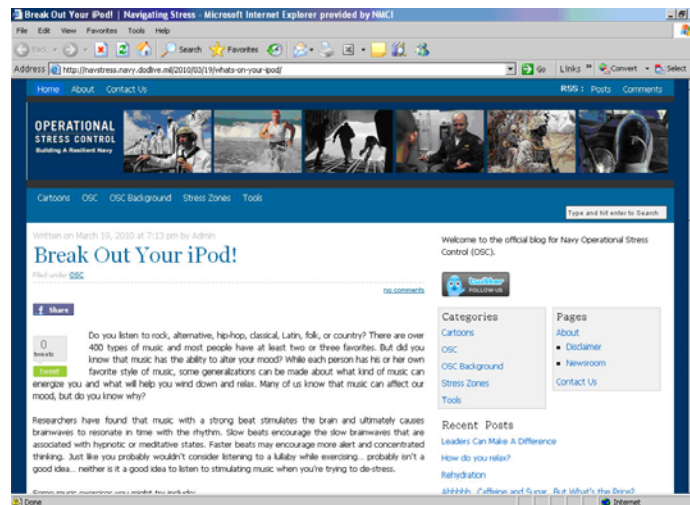 Break Out Your iPod! | Navigating Stress - Microsoft Internet Explorer provided by NMCI
File Edit View Favorites Tools Help
Back Search Favorites
Address http://navstress.navy.dodlive.mil/2010/03/19/whats-on-your-ipod/ Go Links » Convert Select
Home About Contact Us RSS : Posts Comments
OPERATIONAL
STRESS CONTROL
Building A Resilient Navy
Cartoons OSC OSC Background Stress Zones Tools
Type and hit enter to Search
Written on March 19, 2010 at 7:13 pm by Admin
Break Out Your iPod!
Filed under OSC
no comments
Share
0
tweets
tweet
Do you listen to rock, alternative, hip-hop, classical, Latin, folk, or country? There are over
400 types of music and most people have at least two or three favorites. But did you
know that music has the ability to alter your mood? While each person has his or her own
favorite style of music, some generalizations can be made about what kind of music can
energize you and what will help you wind down and relax. Many of us know that music can affect our
mood, but do you know why?
Researchers have found that music with a strong beat stimulates the brain and ultimately causes
brainwaves to resonate in time with the rhythm. Slow beats encourage the slow brainwaves that are
associated with hypnotic or meditative states. Faster beats may encourage more alert and concentrated
thinking. Just like you probably wouldn't consider listening to a lullaby while exercising... probably isn't a
good idea... neither is it a good idea to listen to stimulating music when you're trying to de-stress.
Some music exercises you might try include:
Welcome to the official blog for Navy Operational Stress
Control (OSC).
twitter
FOLLOW US
Categories
Cartoons
OSC
OSC Background
Stress Zones
Tools
Pages
About
Disclaimer
Newsroom
Contact Us
Recent Posts
Leaders Can Make A Difference
How do you relax?
Rehydration
Ahhhhh. Caffeine and Sugar. But What's the Price?
Done Internet